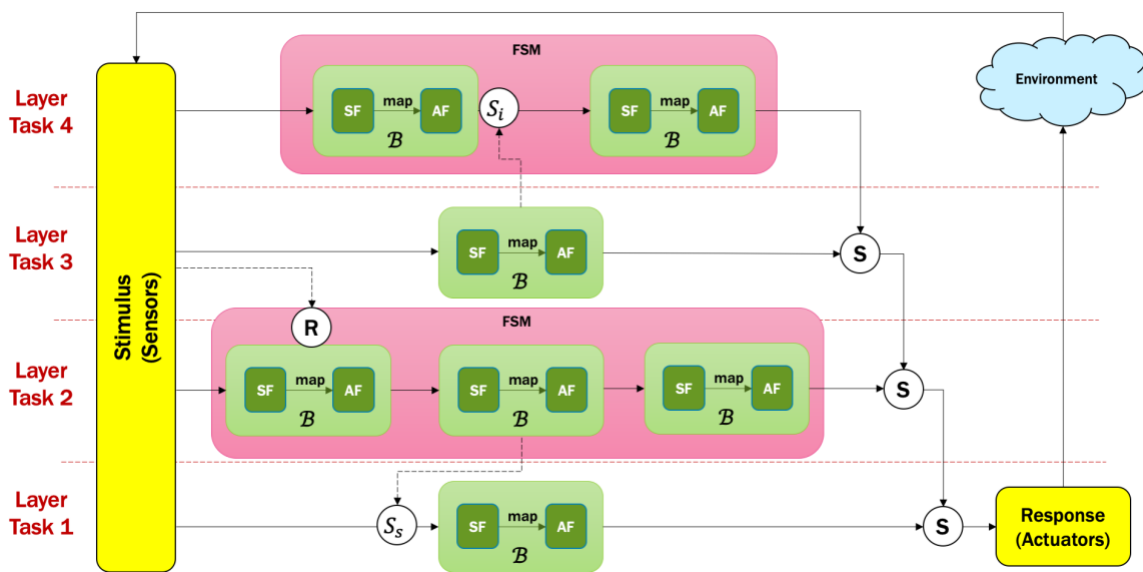 FSM
Environment
Layer
Task 4
SF
map
AF
ℬ
Sᵢ
SF
map
AF
ℬ
Stimulus
(Sensors)
Layer
Task 3
SF
map
AF
ℬ
S
R
FSM
Layer
Task 2
SF
map
AF
ℬ
SF
map
AF
ℬ
SF
map
AF
ℬ
S
Layer
Task 1
Sₛ
SF
map
AF
ℬ
S
Response
(Actuators)